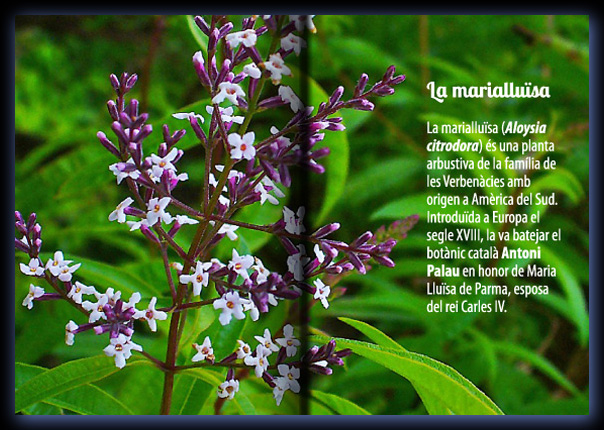 La marialluïsa
La marialluïsa (Aloysia
citrodora) és una planta
arbustiva de la família de
les Verbenàcies amb
origen a Amèrica del Sud.
Introduïda a Europa el
segle XVIII, la va batejar el
botànic català Antoni
Palau en honor de Maria
Lluïsa de Parma, esposa
del rei Carles IV.